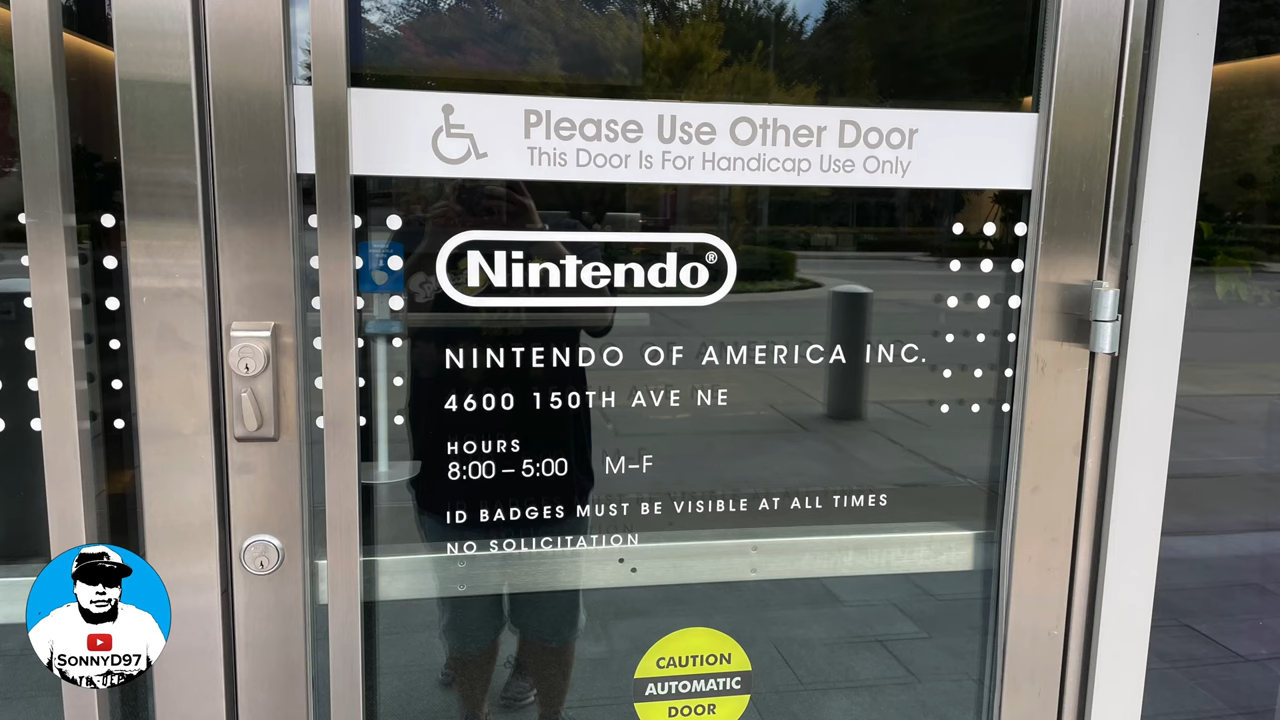 Please Use Other Door
This Door Is For Handicap Use Only
Nintendo®
NINTENDO OF AMERICA INC.
4600 150TH AVE NE
HOURS
8:00 – 5:00 M–F
ID BADGES MUST BE VISIBLE AT ALL TIMES
NO SOLICITATION
CAUTION
AUTOMATIC
DOOR
SONNYD97